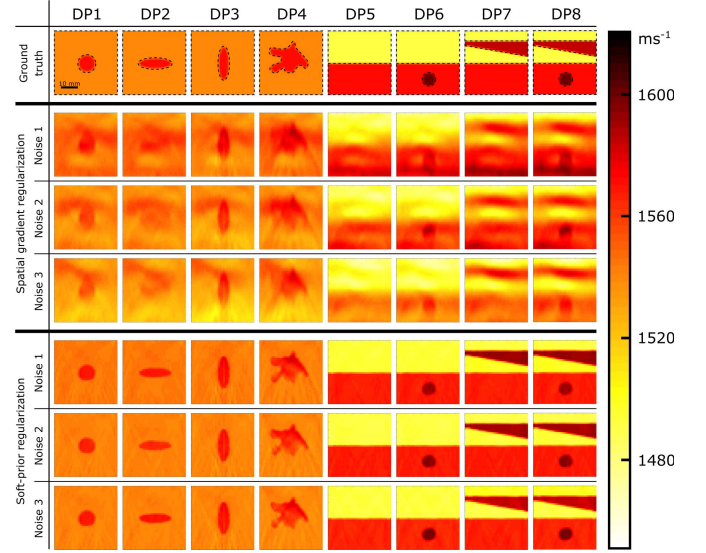 DP1 DP2 DP3 DP4 DP5 DP6 DP7 DP8
Ground
truth
10 mm
Spatial gradient regularization
Noise 1
Noise 2
Noise 3
Soft-prior regularization
Noise 1
Noise 2
Noise 3
ms⁻¹
1600
1560
1520
1480